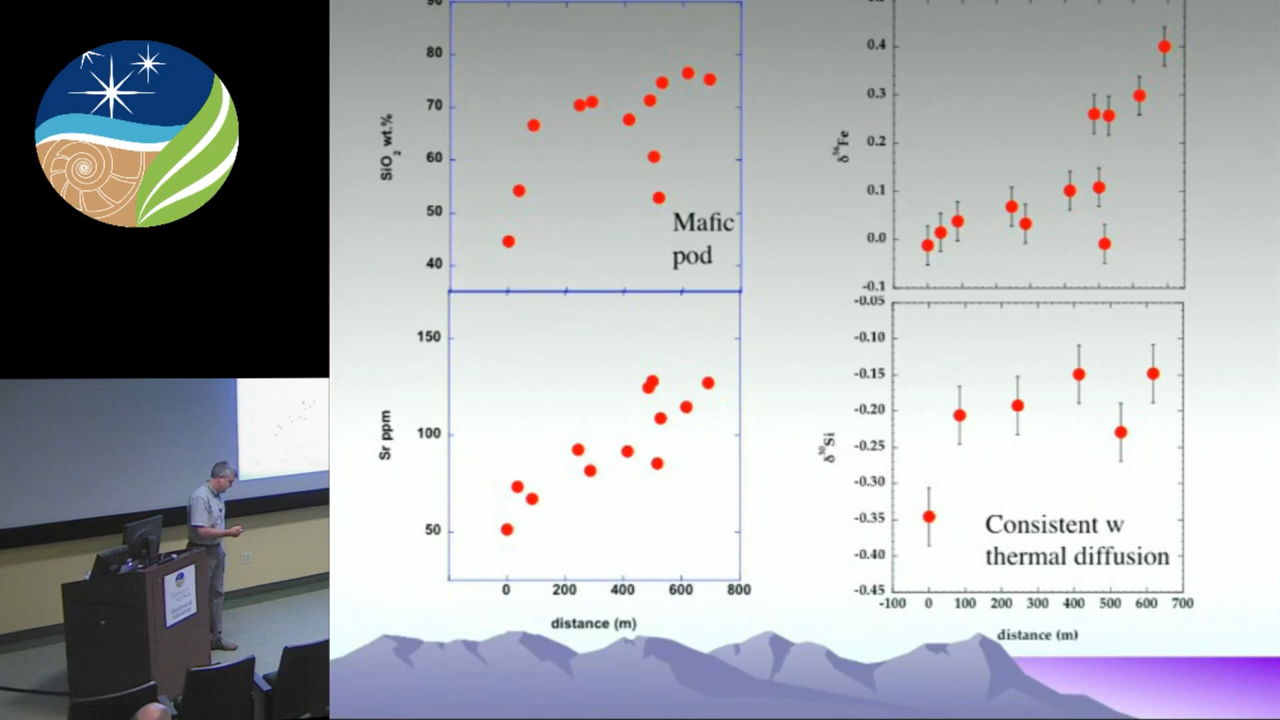 90
80
70
60
50
40
SiO2 wt.%
Mafic
pod
150
100
50
Sr ppm
0 200 400 600 800
distance (m)
0.4
0.3
0.2
0.1
0.0
-0.1
δ56Fe
-0.05
-0.10
-0.15
-0.20
-0.25
-0.30
-0.35
-0.40
-0.45
δ30Si
Consistent w
thermal diffusion
-100 0 100 200 300 400 500 600 700
distance (m)